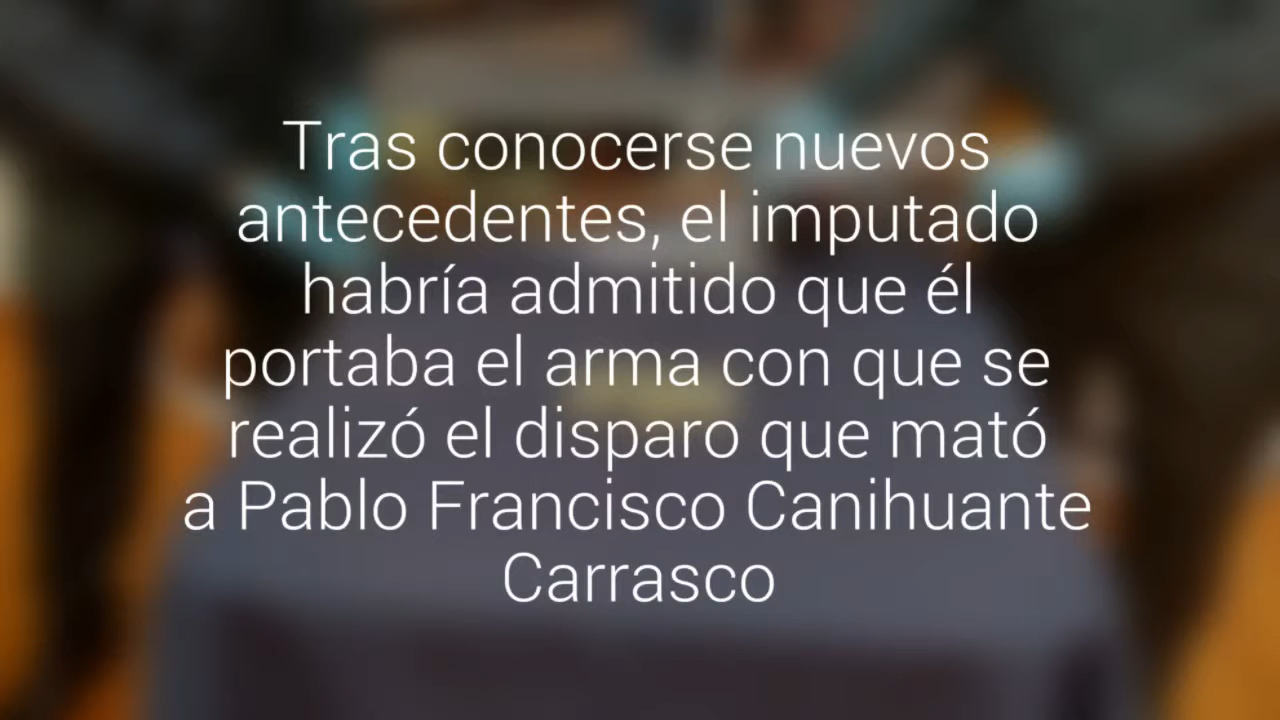 Tras conocerse nuevos
antecedentes, el imputado
habría admitido que él
portaba el arma con que se
realizó el disparo que mató
a Pablo Francisco Canihuante
Carrasco